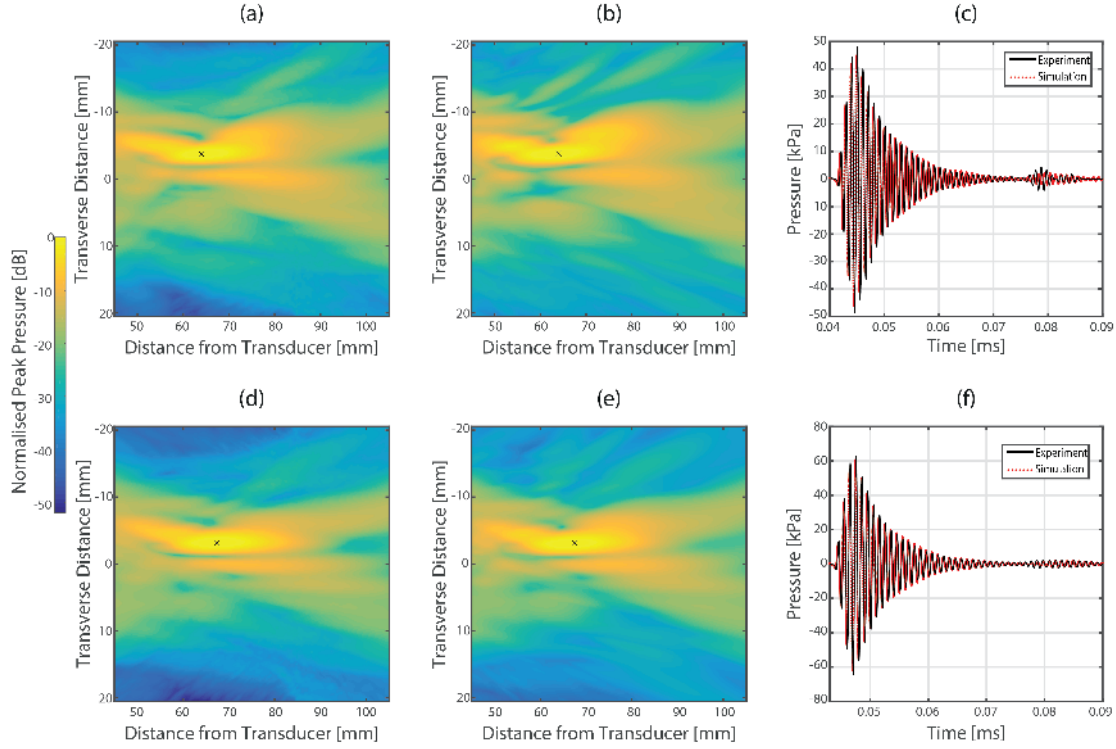 (a)
(b)
(c)
Normalised Peak Pressure [dB]
0
-10
-20
30
-40
-50
Transverse Distance [mm]
-20
-10
0
10
20
50 60 70 80 90 100
Distance from Transducer [mm]
Transverse Distance [mm]
-20
-10
0
10
20
50 60 70 80 90 100
Distance from Transducer [mm]
Pressure [kPa]
50
40
30
20
10
0
10
-20
-30
-40
-50
0.04 0.05 0.06 0.07 0.08 0.09
Time [ms]
Experiment
Simulation
(d)
(e)
(f)
Transverse Distance [mm]
-20
-10
0
10
20
50 60 70 80 90 100
Distance from Transducer [mm]
Transverse Distance [mm]
-20
-10
0
10
20
50 60 70 80 90 100
Distance from Transducer [mm]
Pressure [kPa]
80
60
40
20
0
-20
-40
-60
80
0.05 0.06 0.07 0.08 0.09
Time [ms]
Experiment
Simulation